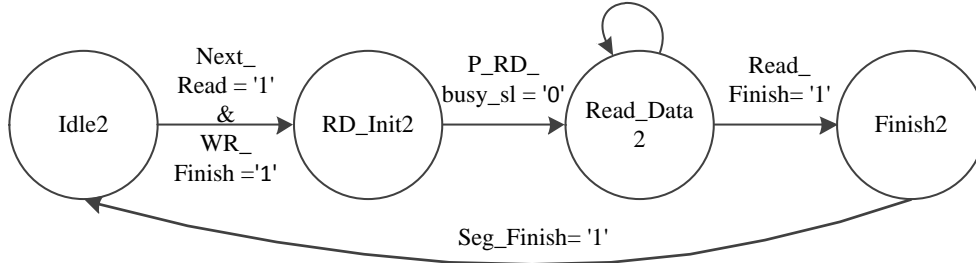 Idle2
Next_
Read = '1'
&
WR_
Finish ='1'
RD_Init2
P_RD_
busy_sl = '0'
Read_Data
2
Read_
Finish= '1'
Finish2
Seg_Finish= '1'